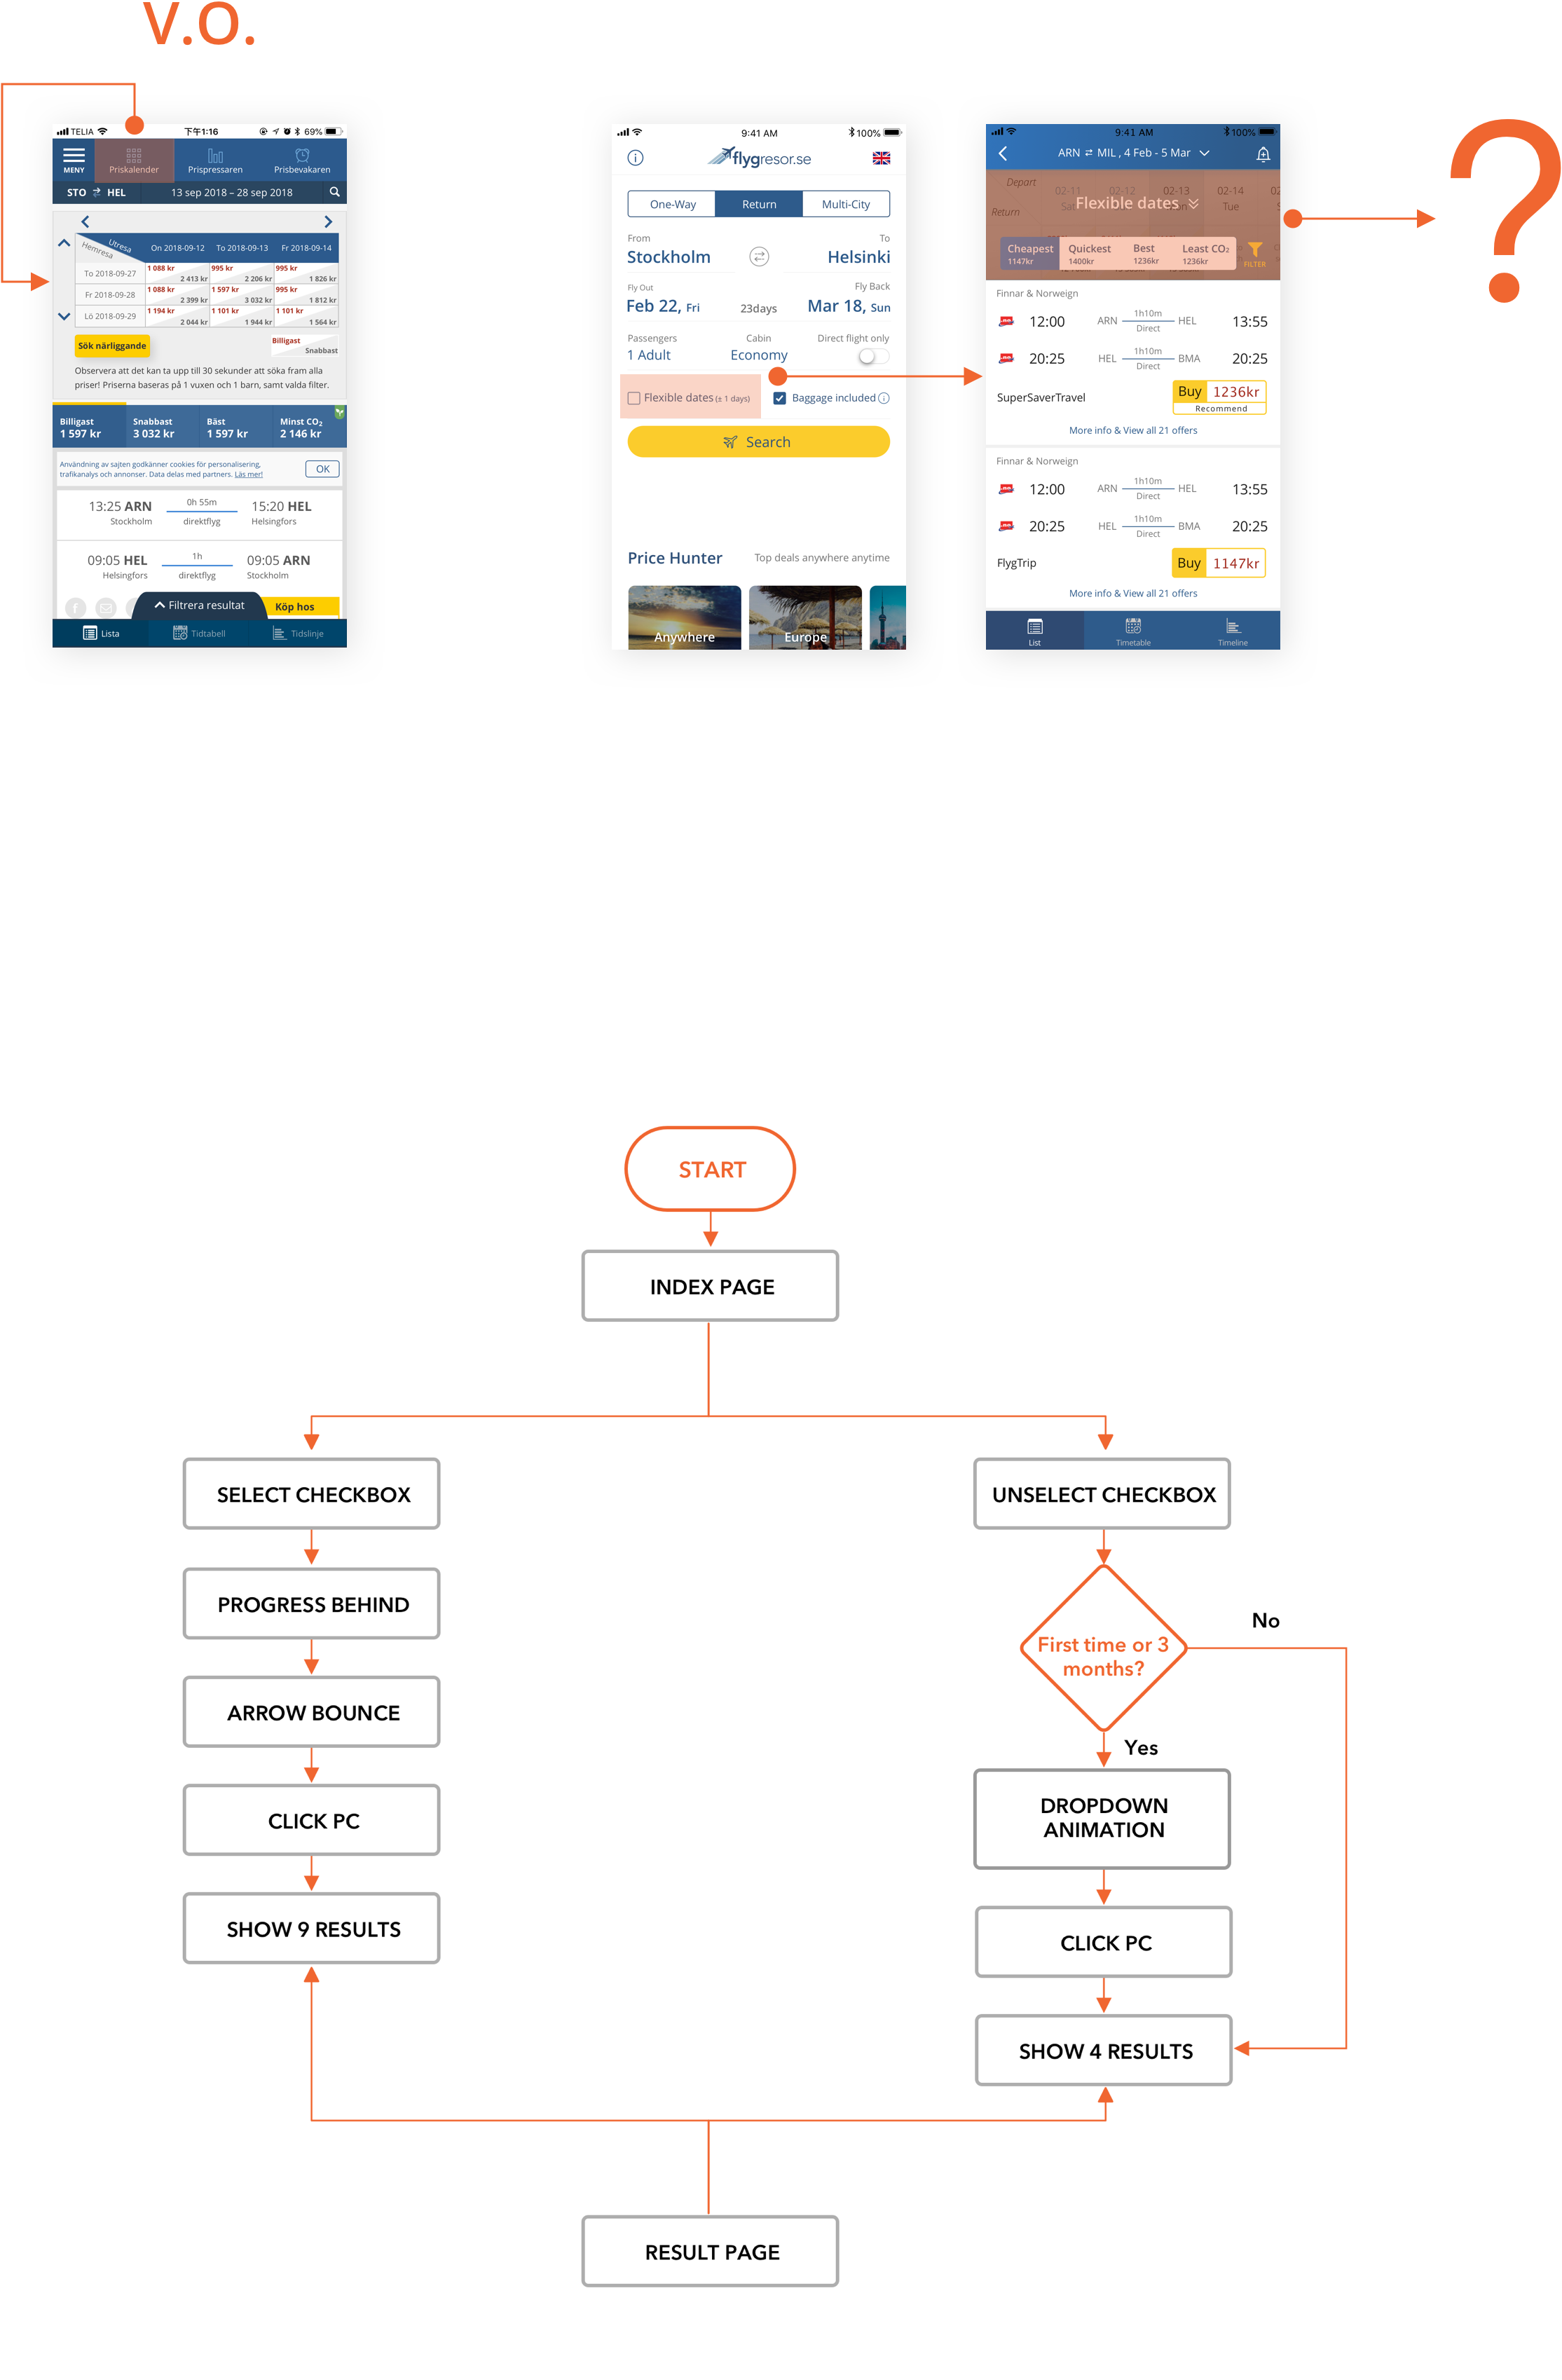 V.O.
TELIA 下午1:16 69%
MENY Priskalender Prispressaren Prisbevakaren
STO ⇄ HEL 13 sep 2018 – 28 sep 2018
Utresa
Hemresa
On 2018-09-12 To 2018-09-13 Fr 2018-09-14
To 2018-09-27 1 088 kr 2 413 kr 995 kr 2 206 kr 995 kr 1 826 kr
Fr 2018-09-28 1 088 kr 2 399 kr 1 597 kr 3 032 kr 995 kr 1 812 kr
Lö 2018-09-29 1 194 kr 2 044 kr 1 101 kr 1 944 kr 1 101 kr 1 564 kr
Sök närliggande
Billigast
Snabbast
Observera att det kan ta upp till 30 sekunder att söka fram alla
priser! Priserna baseras på 1 vuxen och 1 barn, samt valda filter.
Billigast Snabbast Bäst Minst CO₂
1 597 kr 3 032 kr 1 597 kr 2 146 kr
Användning av sajten godkänner cookies för personalisering,
trafikanalys och annonser. Data delas med partners. Läs mer!
OK
13:25 ARN 0h 55m 15:20 HEL
Stockholm direktflyg Helsingfors
09:05 HEL 1h 09:05 ARN
Helsingfors direktflyg Stockholm
Filtrera resultat
Köp hos
Lista Tidtabell Tidslinje
9:41 AM 100%
flygresor.se
One-Way Return Multi-City
From To
Stockholm Helsinki
Fly Out Fly Back
Feb 22, Fri 23days Mar 18, Sun
Passengers Cabin Direct flight only
1 Adult Economy
Flexible dates (± 1 days) Baggage included
Search
Price Hunter Top deals anywhere anytime
Anywhere Europe
9:41 AM 100%
ARN ⇄ MIL , 4 Feb - 5 Mar
Depart
Return
02-11 02-12 02-13 02-14 02
Tue
Flexible dates
Cheapest Quickest Best Least CO₂
1147kr 1400kr 1236kr 1236kr
FILTER
Finnar & Norweign
12:00 ARN 1h10m Direct HEL 13:55
20:25 HEL 1h10m Direct BMA 20:25
SuperSaverTravel
Buy 1236kr
Recommend
More info & View all 21 offers
Finnar & Norweign
12:00 ARN 1h10m Direct HEL 13:55
20:25 HEL 1h10m Direct BMA 20:25
FlygTrip
Buy 1147kr
More info & View all 21 offers
List Timetable Timeline
?
START
INDEX PAGE
SELECT CHECKBOX
UNSELECT CHECKBOX
PROGRESS BEHIND
First time or 3
months?
No
Yes
ARROW BOUNCE
DROPDOWN
ANIMATION
CLICK PC
CLICK PC
SHOW 9 RESULTS
SHOW 4 RESULTS
RESULT PAGE